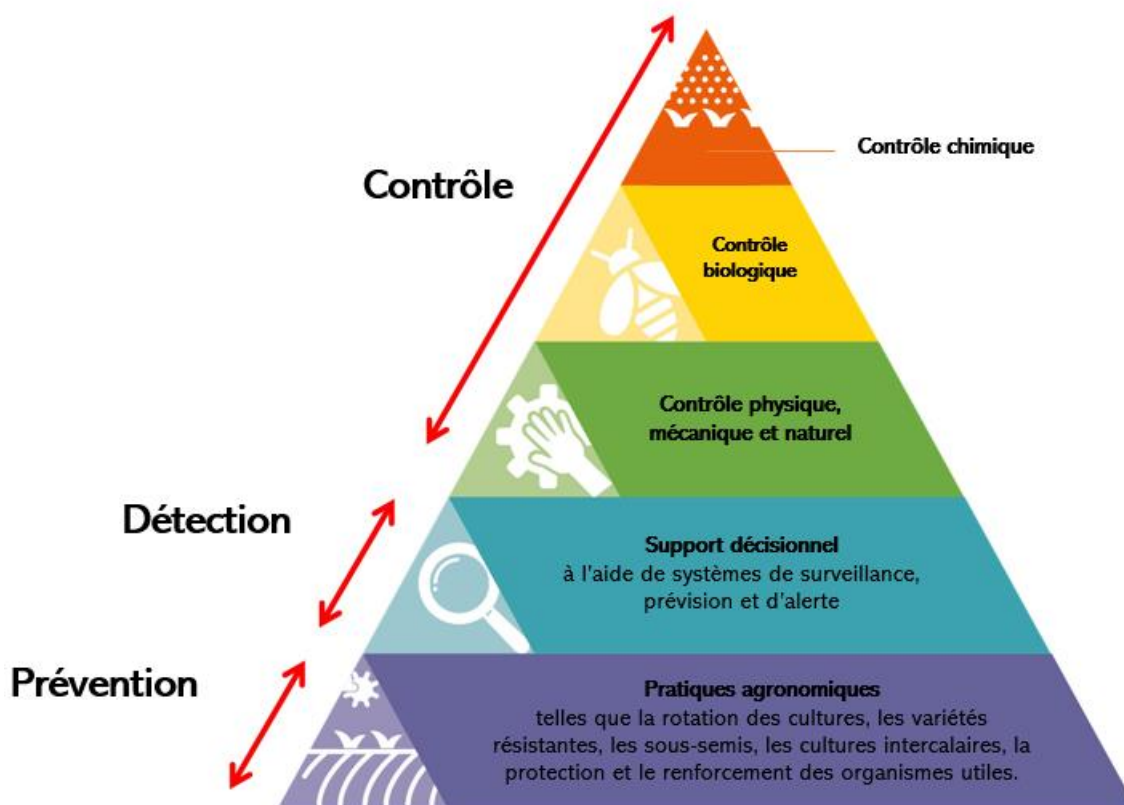 Contrôle
Contrôle chimique
Contrôle
biologique
Contrôle physique,
mécanique et naturel
Détection
Support décisionnel
à l'aide de systèmes de surveillance,
prévision et d'alerte
Prévention
Pratiques agronomiques
telles que la rotation des cultures, les variétés
résistantes, les sous-semis, les cultures intercalaires, la
protection et le renforcement des organismes utiles.